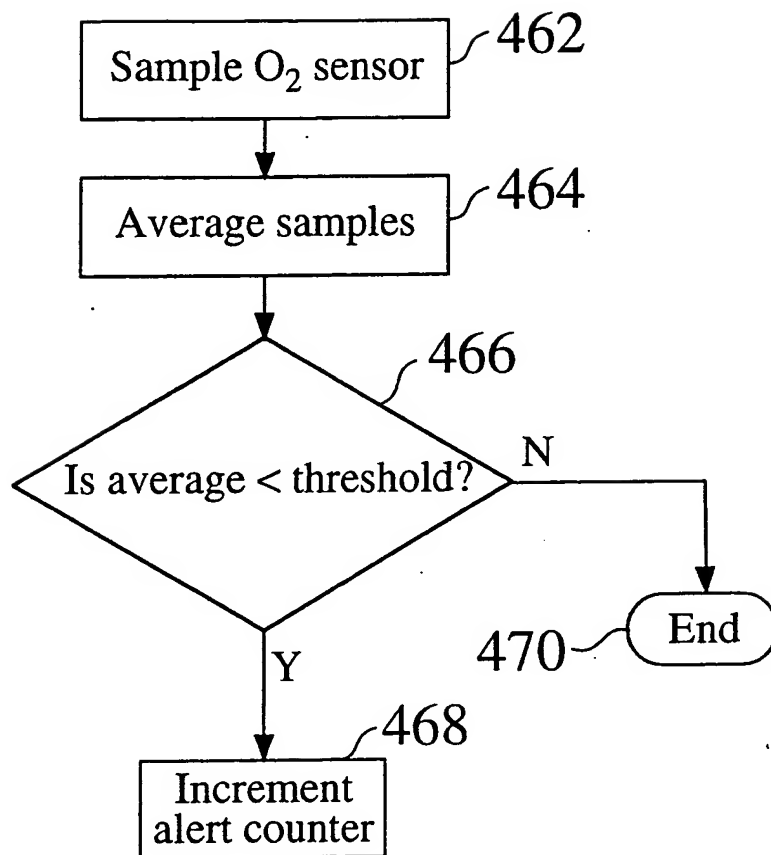 462
Sample O₂ sensor
464
Average samples
466
Is average < threshold?
N
End
470
Y
468
Increment
alert counter